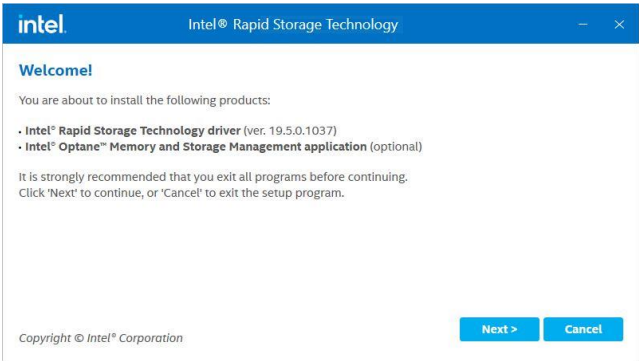 intel.
Intel® Rapid Storage Technology
Welcome!
You are about to install the following products:
• Intel® Rapid Storage Technology driver (ver. 19.5.0.1037)
• Intel® Optane™ Memory and Storage Management application (optional)
It is strongly recommended that you exit all programs before continuing.
Click 'Next' to continue, or 'Cancel' to exit the setup program.
Next >
Cancel
Copyright © Intel® Corporation